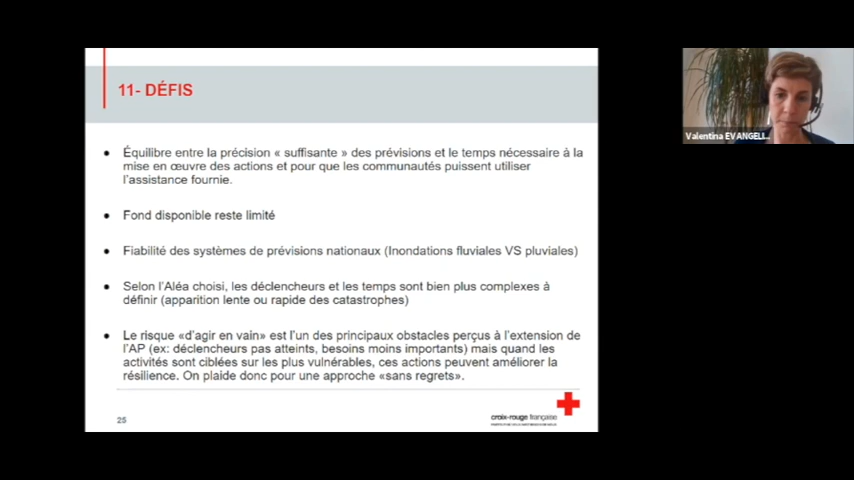 11- DÉFIS
Valentina EVANGELI...
● Équilibre entre la précision « suffisante » des prévisions et le temps nécessaire à la
mise en œuvre des actions et pour que les communautés puissent utiliser
l'assistance fournie.
● Fond disponible reste limité
● Fiabilité des systèmes de prévisions nationaux (Inondations fluviales VS pluviales)
● Selon l'Aléa choisi, les déclencheurs et les temps sont bien plus complexes à
définir (apparition lente ou rapide des catastrophes)
● Le risque «d'agir en vain» est l'un des principaux obstacles perçus à l'extension de
l'AP (ex: déclencheurs pas atteints, besoins moins importants) mais quand les
activités sont ciblées sur les plus vulnérables, ces actions peuvent améliorer la
résilience. On plaide donc pour une approche «sans regrets».
25
croix-rouge française